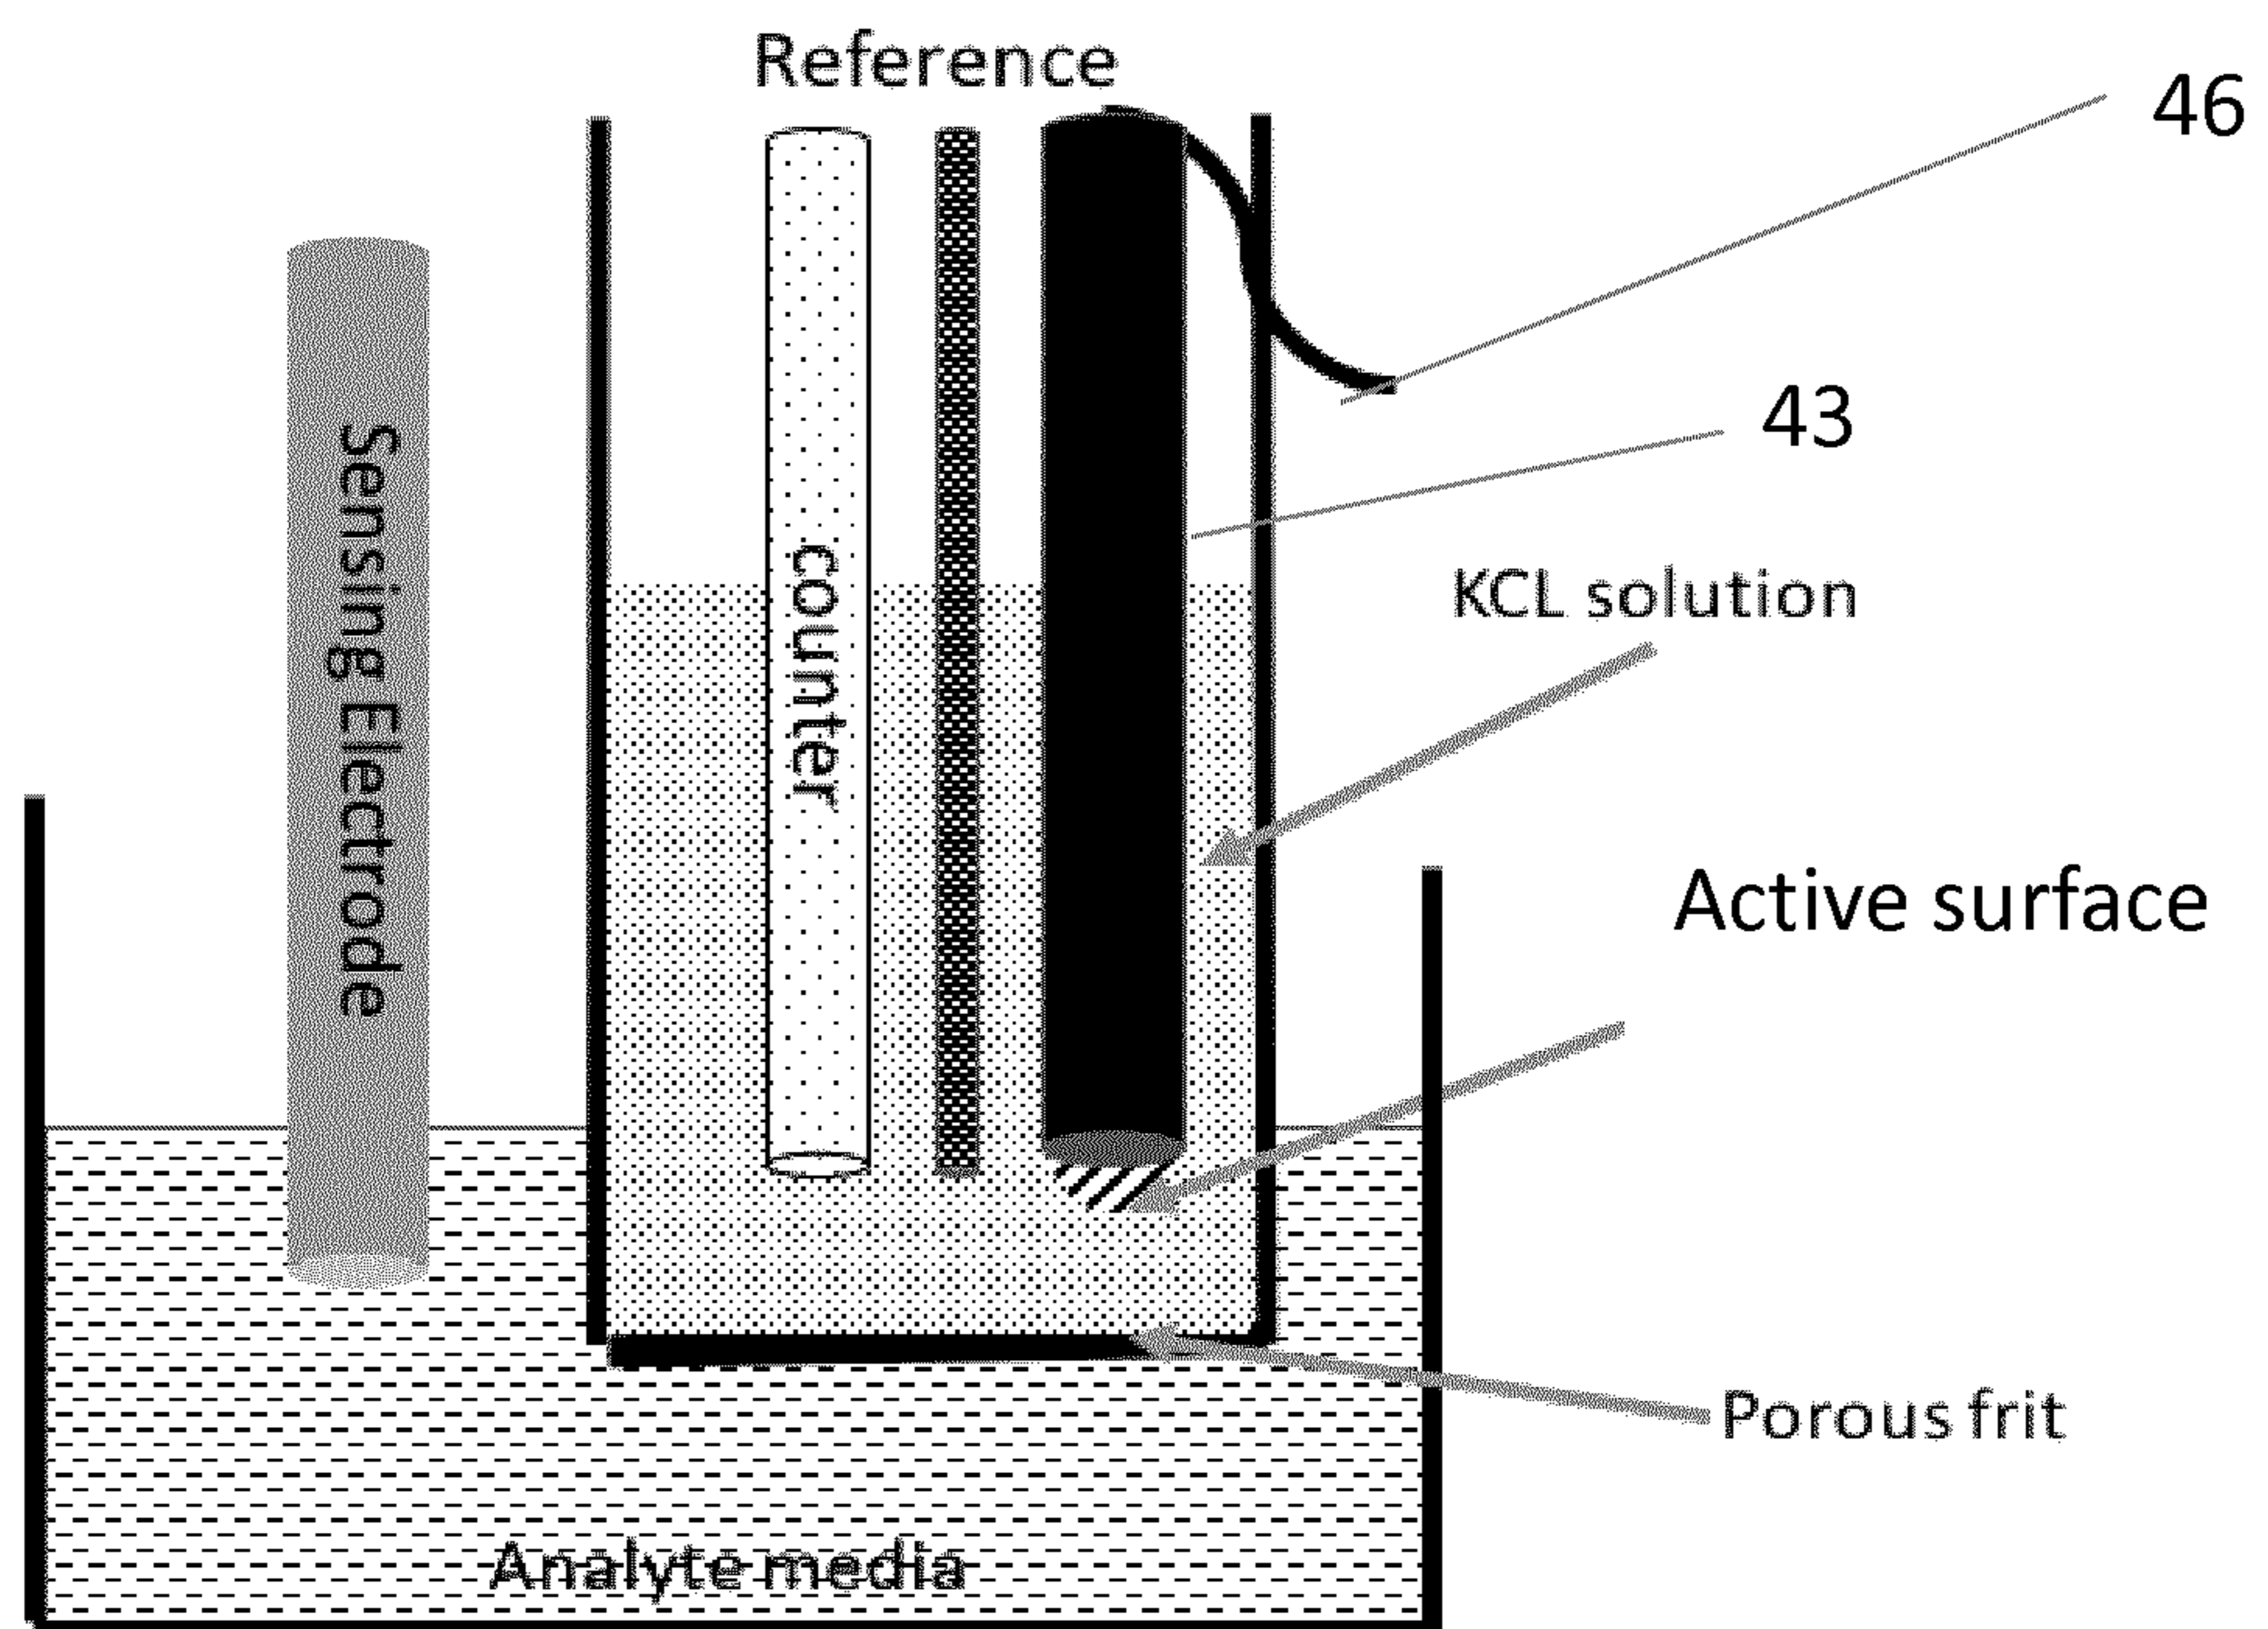 Reference
46
43
Sensing Electrode
counter
KCL solution
Active surface
Porous frit
Analyte media